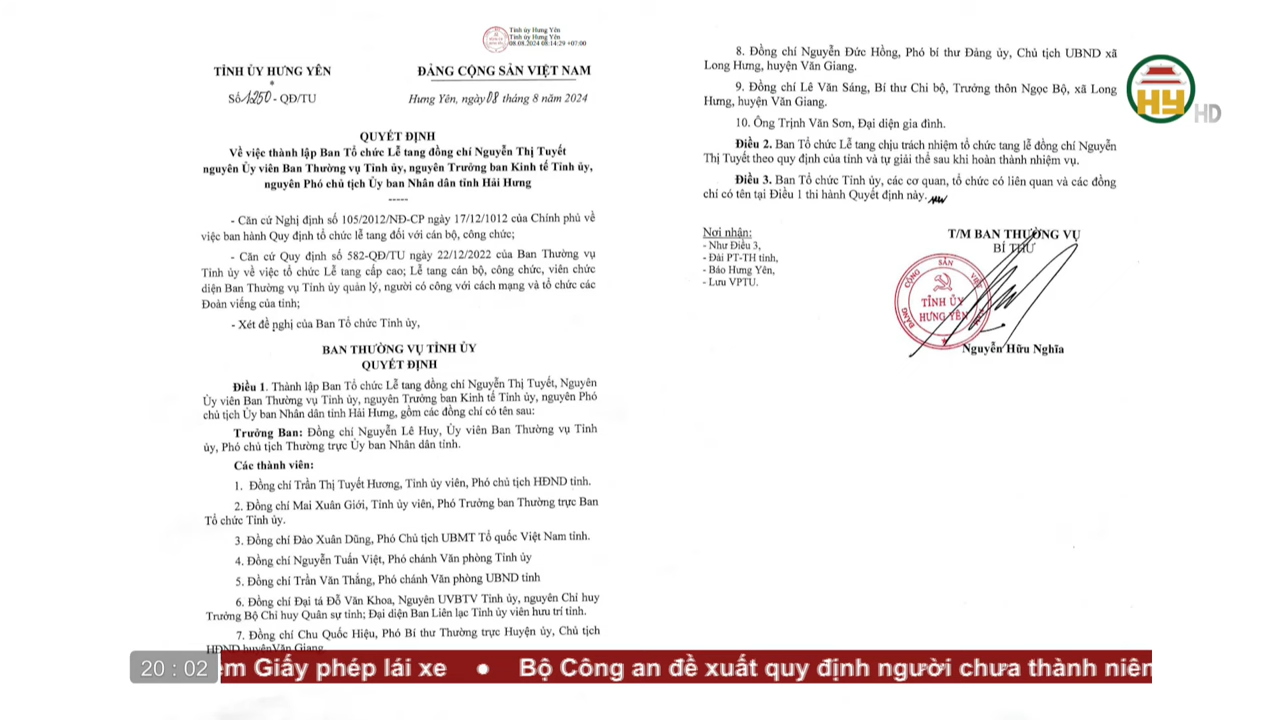 Tỉnh ủy Hưng Yên
Tỉnh ủy Hưng Yên
08.08.2024 08:14:29 +07:00
TỈNH ỦY HƯNG YÊN
*
Số 1250 - QĐ/TU
ĐẢNG CỘNG SẢN VIỆT NAM
Hưng Yên, ngày 08 tháng 8 năm 2024
QUYẾT ĐỊNH
Về việc thành lập Ban Tổ chức Lễ tang đồng chí Nguyễn Thị Tuyết
nguyên Ủy viên Ban Thường vụ Tỉnh ủy, nguyên Trưởng ban Kinh tế Tỉnh ủy,
nguyên Phó chủ tịch Ủy ban Nhân dân tỉnh Hải Hưng
-----
- Căn cứ Nghị định số 105/2012/NĐ-CP ngày 17/12/1012 của Chính phủ về
việc ban hành Quy định tổ chức lễ tang đối với cán bộ, công chức;
- Căn cứ Quy định số 582-QĐ/TU ngày 22/12/2022 của Ban Thường vụ
Tỉnh ủy về việc tổ chức Lễ tang cấp cao; Lễ tang cán bộ, công chức, viên chức
diện Ban Thường vụ Tỉnh ủy quản lý, người có công với cách mạng và tổ chức các
Đoàn viếng của tỉnh;
- Xét đề nghị của Ban Tổ chức Tỉnh ủy,
BAN THƯỜNG VỤ TỈNH ỦY
QUYẾT ĐỊNH
Điều 1. Thành lập Ban Tổ chức Lễ tang đồng chí Nguyễn Thị Tuyết, Nguyên
Ủy viên Ban Thường vụ Tỉnh ủy, nguyên Trưởng ban Kinh tế Tỉnh ủy, nguyên Phó
chủ tịch Ủy ban Nhân dân tỉnh Hải Hưng, gồm các đồng chí có tên sau:
Trưởng Ban: Đồng chí Nguyễn Lê Huy, Ủy viên Ban Thường vụ Tỉnh
ủy, Phó chủ tịch Thường trực Ủy ban Nhân dân tỉnh.
Các thành viên:
1. Đồng chí Trần Thị Tuyết Hương, Tỉnh ủy viên, Phó chủ tịch HĐND tỉnh.
2. Đồng chí Mai Xuân Giới, Tỉnh ủy viên, Phó Trưởng ban Thường trực Ban
Tổ chức Tỉnh ủy.
3. Đồng chí Đào Xuân Dũng, Phó Chủ tịch UBMT Tổ quốc Việt Nam tỉnh.
4. Đồng chí Nguyễn Tuấn Việt, Phó chánh Văn phòng Tỉnh ủy
5. Đồng chí Trần Văn Thắng, Phó chánh Văn phòng UBND tỉnh
6. Đồng chí Đại tá Đỗ Văn Khoa, Nguyên UVBTV Tỉnh ủy, nguyên Chỉ huy
Trưởng Bộ Chỉ huy Quân sự tỉnh; Đại diện Ban Liên lạc Tỉnh ủy viên hưu trí tỉnh.
7. Đồng chí Chu Quốc Hiệu, Phó Bí thư Thường trực Huyện ủy, Chủ tịch
HĐND huyện Văn Giang.
8. Đồng chí Nguyễn Đức Hồng, Phó bí thư Đảng ủy, Chủ tịch UBND xã
Long Hưng, huyện Văn Giang.
9. Đồng chí Lê Văn Sáng, Bí thư Chi bộ, Trưởng thôn Ngọc Bộ, xã Long
Hưng, huyện Văn Giang.
10. Ông Trịnh Văn Sơn, Đại diện gia đình.
Điều 2. Ban Tổ chức Lễ tang chịu trách nhiệm tổ chức tang lễ đồng chí Nguyễn
Thị Tuyết theo quy định của tỉnh và tự giải thể sau khi hoàn thành nhiệm vụ.
Điều 3. Ban Tổ chức Tỉnh ủy, các cơ quan, tổ chức có liên quan và các đồng
chí có tên tại Điều 1 thi hành Quyết định này.
Nơi nhận:
- Như Điều 3,
- Đài PT-TH tỉnh,
- Báo Hưng Yên,
- Lưu VPTU.
T/M BAN THƯỜNG VỤ
BÍ THƯ
ĐẢNG CỘNG SẢN VIỆT NAM
TỈNH ỦY
HƯNG YÊN
Nguyễn Hữu Nghĩa
HY HD
20 : 02
ểm Giấy phép lái xe ● Bộ Công an đề xuất quy định người chưa thành niên